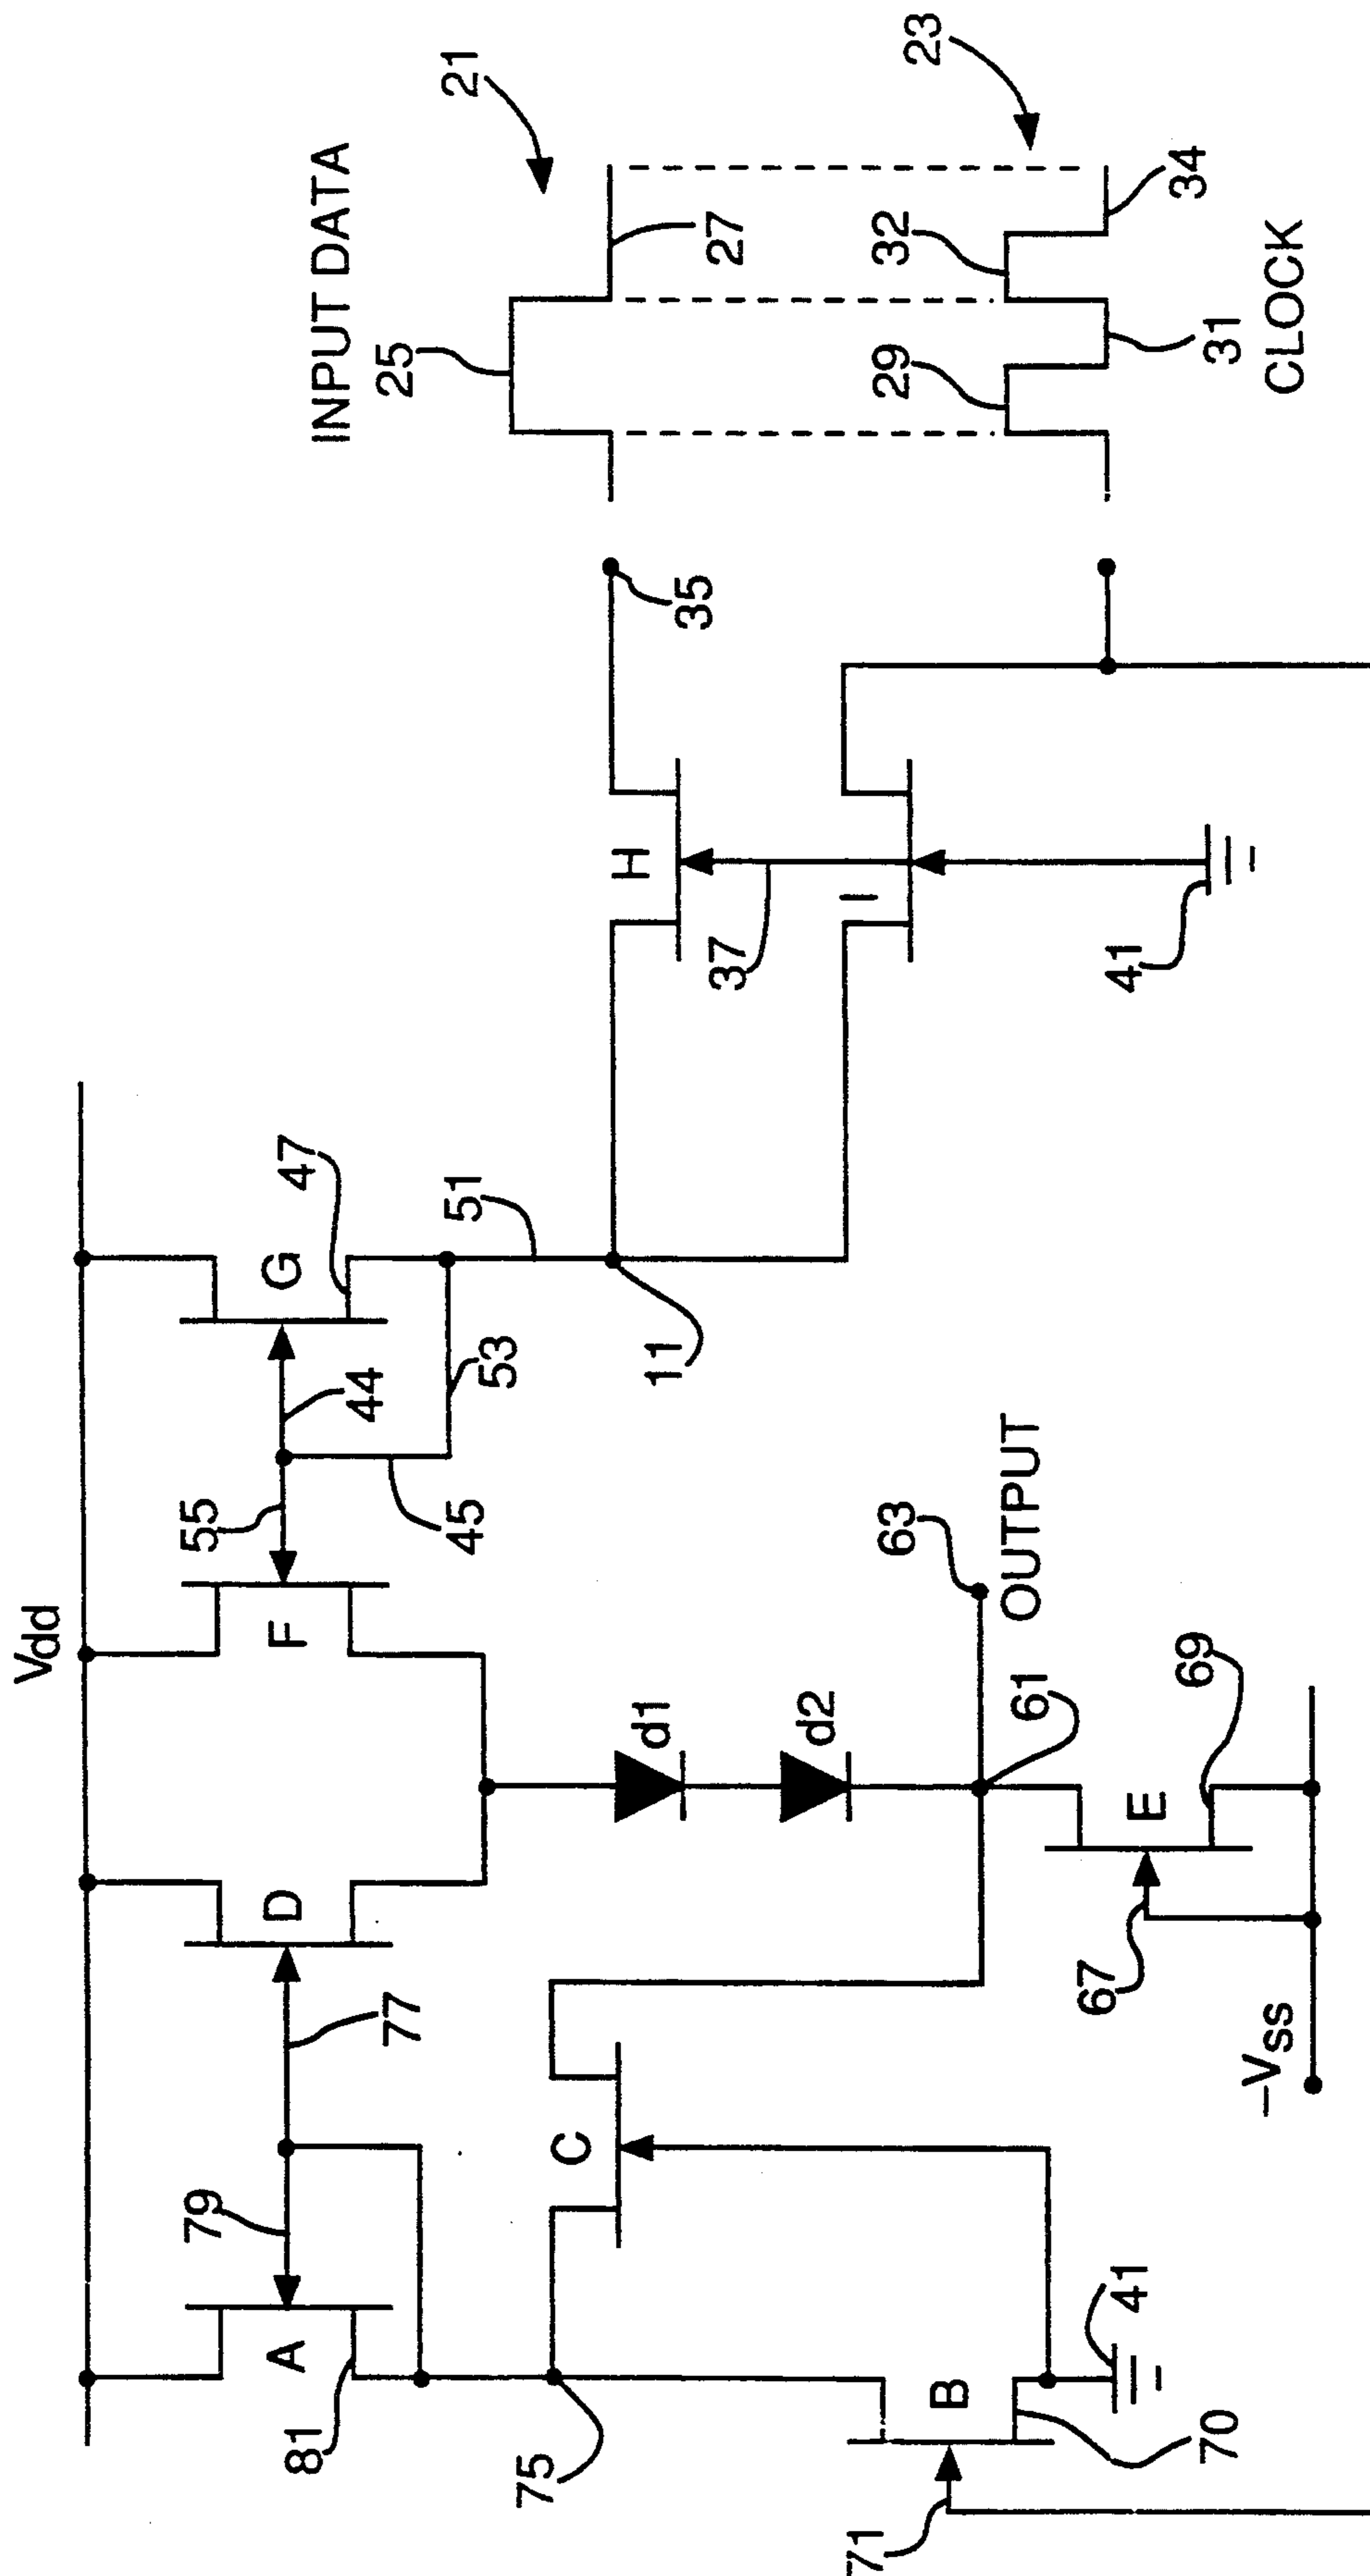 Vdd
INPUT DATA
21
25
27
23
29
31
32
34
CLOCK
35
H
37
I
41
G
47
44
45
51
53
55
11
F
D
77
79
A
81
d1
d2
63
OUTPUT
61
E
69
67
–Vss
C
75
B
41
70
71